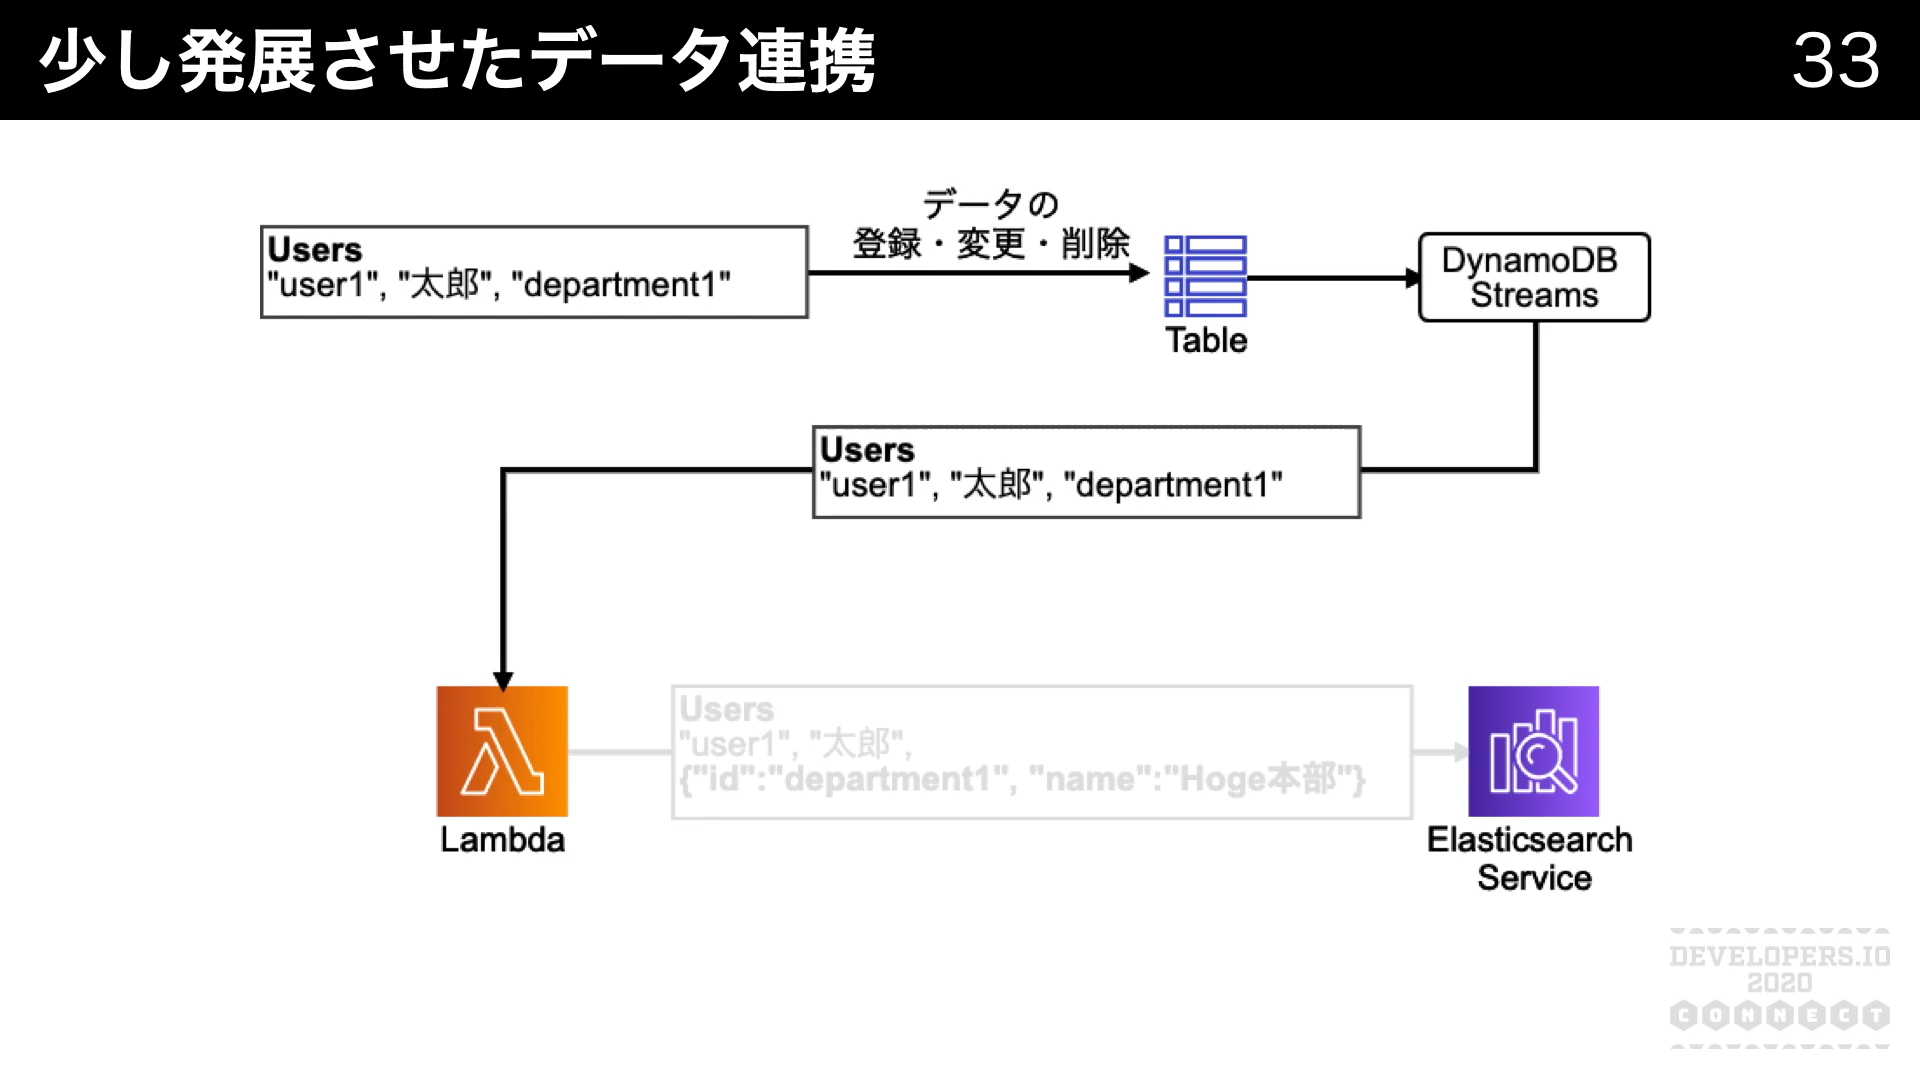 少し発展させたデータ連携
33
データの
登録・変更・削除
Users
"user1", "太郎", "department1"
Table
DynamoDB
Streams
Users
"user1", "太郎", "department1"
Users
"user1", "太郎",
{"id":"department1", "name":"Hoge本部"}
Lambda
Elasticsearch
Service
DEVELOPERS.IO
2020
CONNECT